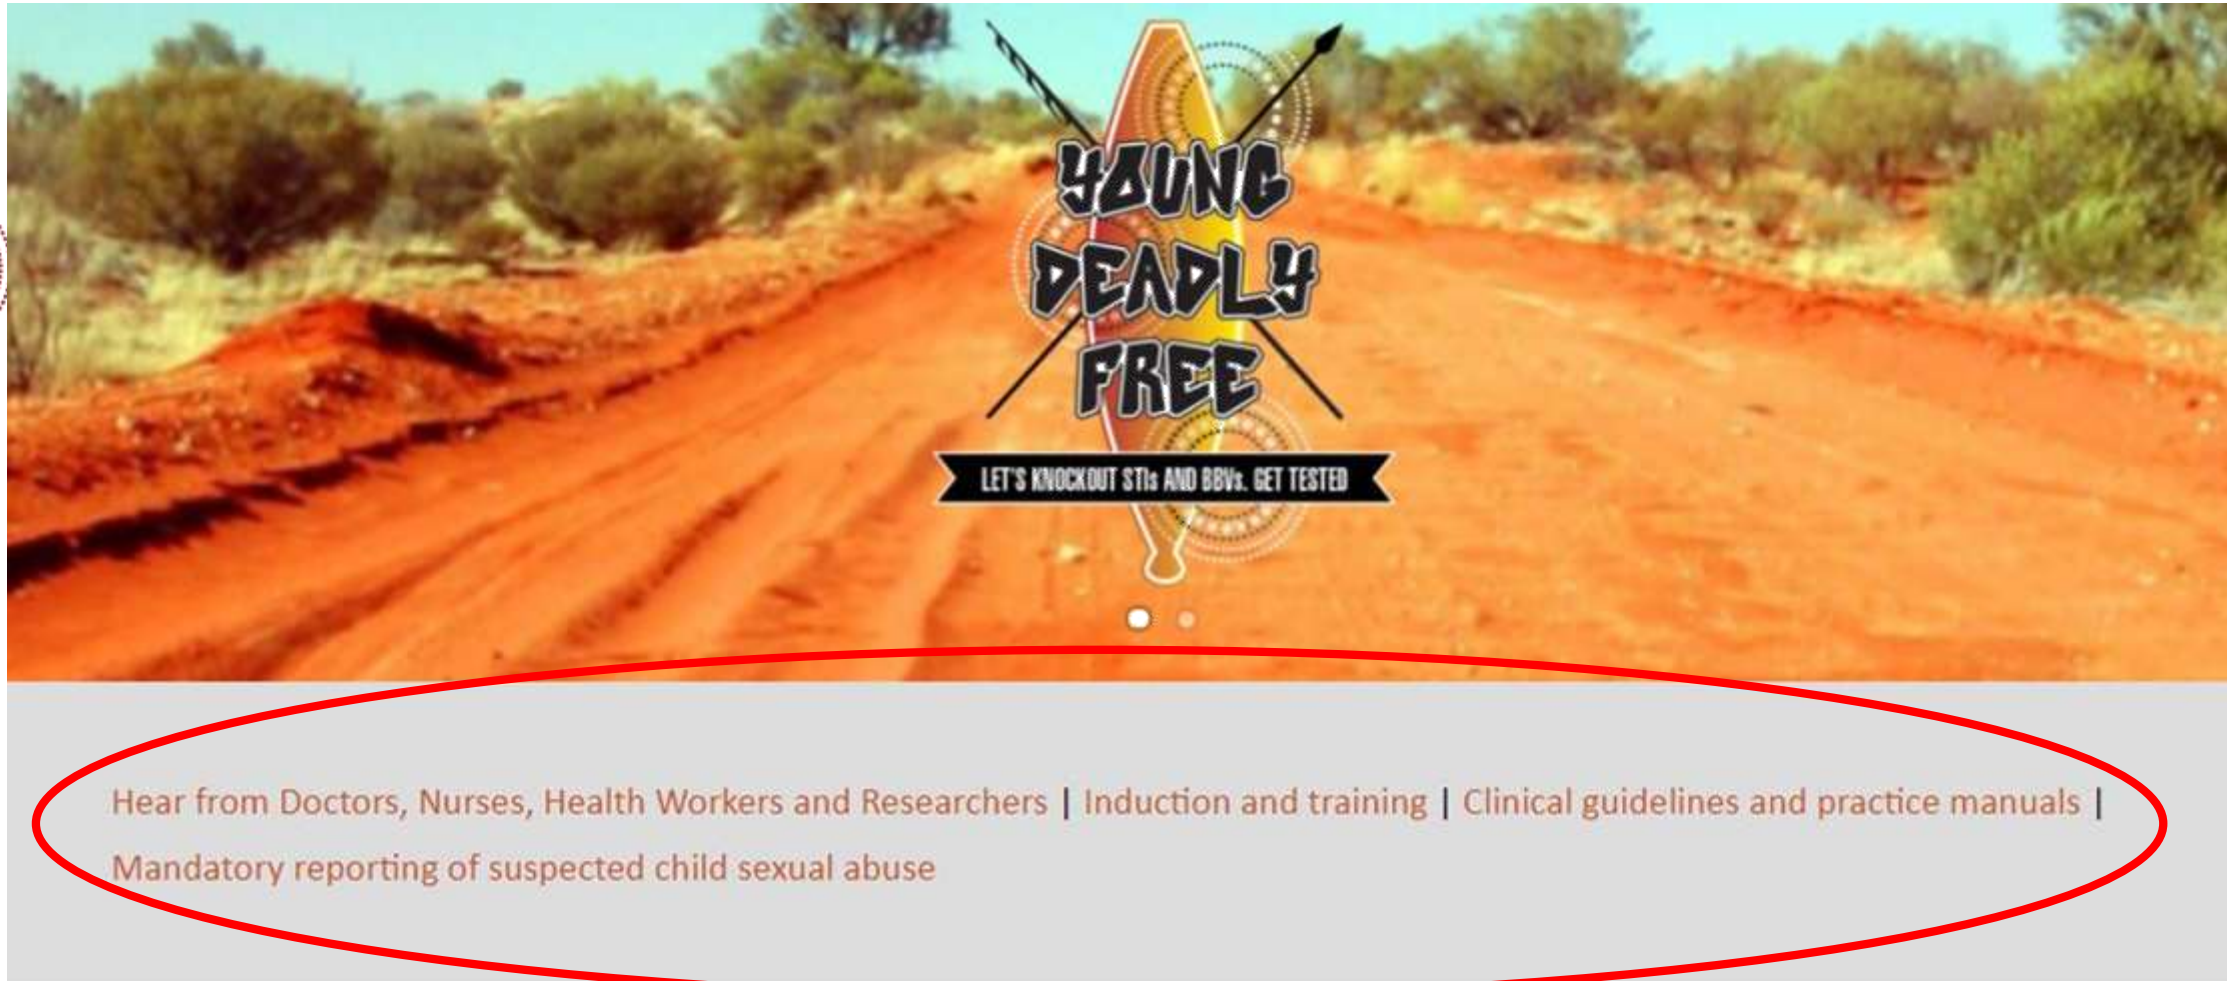 YOUNG
DEADLY
FREE
LET'S KNOCKOUT STIs AND BBVs. GET TESTED
Hear from Doctors, Nurses, Health Workers and Researchers | Induction and training | Clinical guidelines and practice manuals |
Mandatory reporting of suspected child sexual abuse